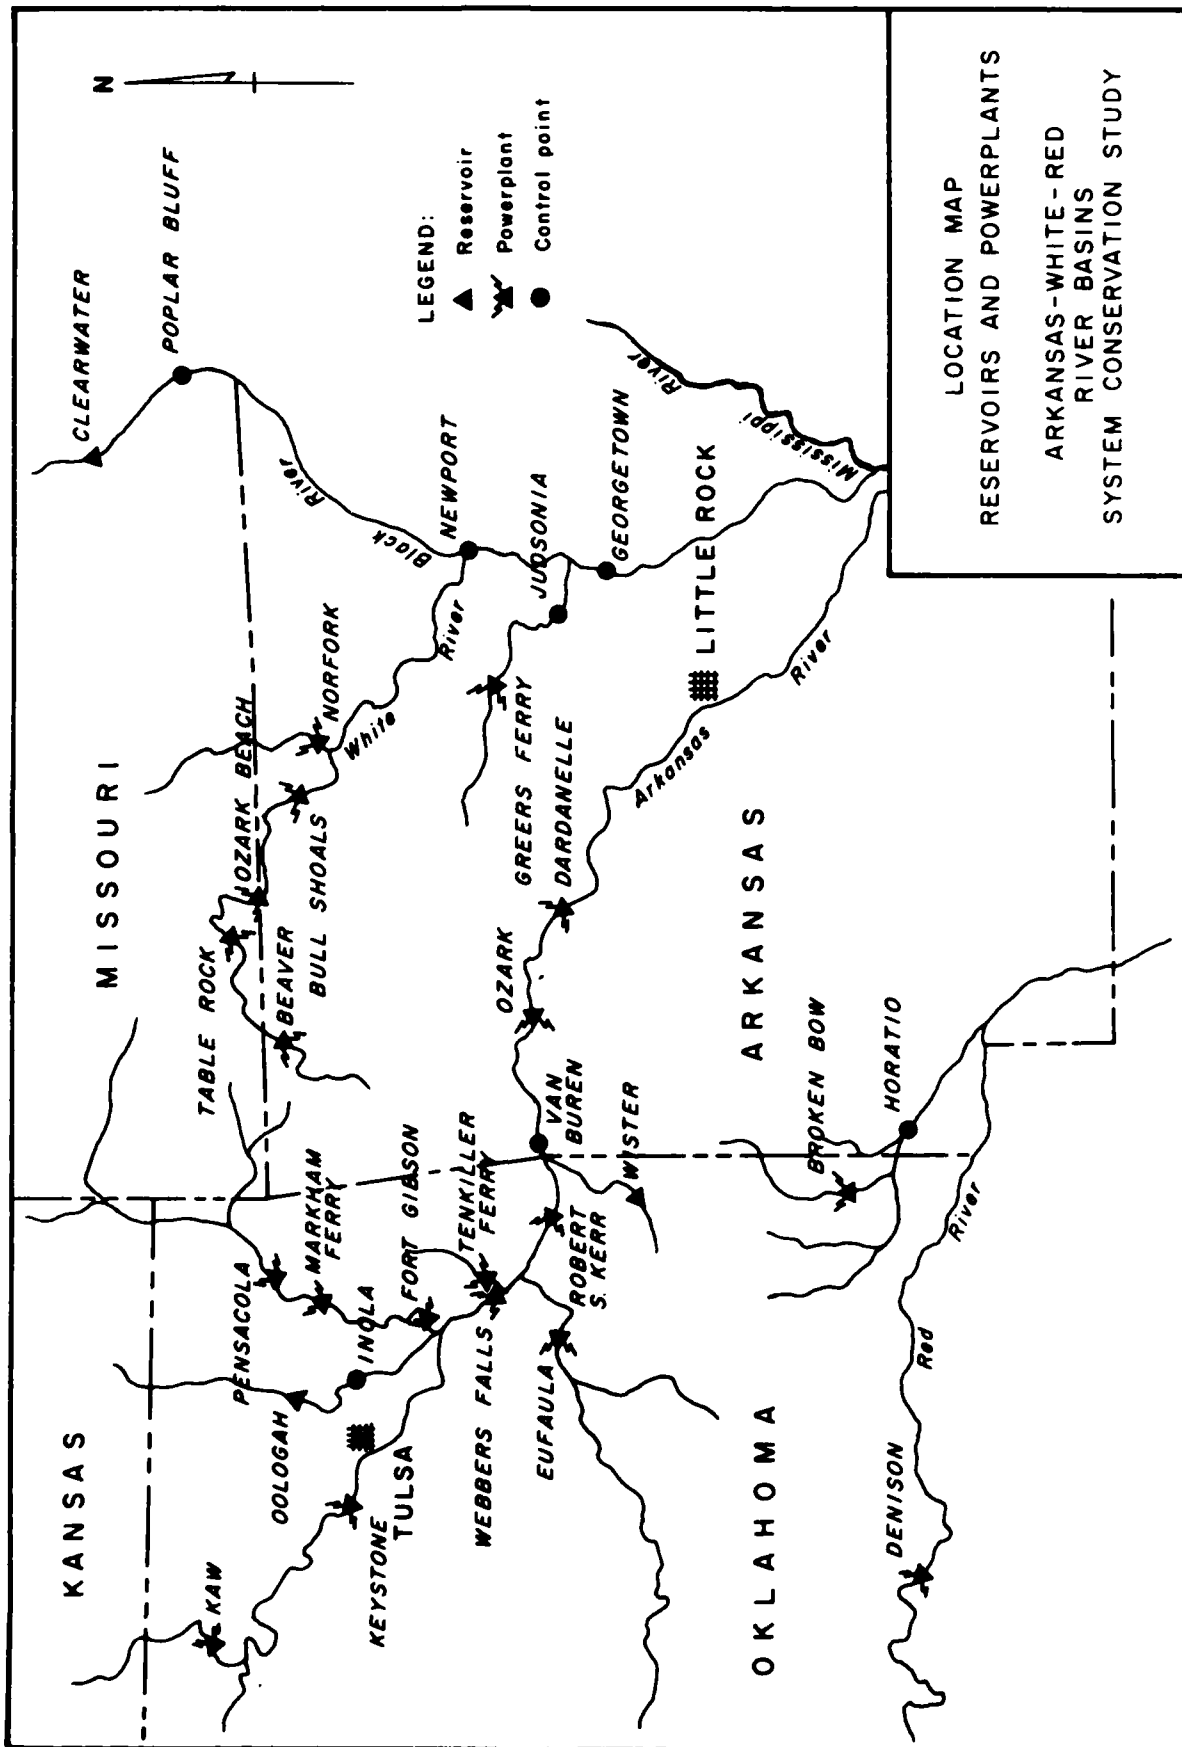 N
KANSAS
MISSOURI
CLEARWATER
POPLAR BLUFF
KAW
OOLOGAH
PENSACOLA
MARKHAM
FERRY
TABLE ROCK
OZARK BEACH
BEAVER
BULL SHOALS
NORFORK
White
River
Black
River
NEWPORT
LEGEND:
Reservoir
Powerplant
Control point
KEYSTONE
TULSA
INOLA
FORT GIBSON
WEBBERS FALLS
TENKILLER
FERRY
EUFAULA
ROBERT
S. KERR
VAN
BUREN
WISTER
OZARK
DARDANELLE
GREERS FERRY
JUDSONIA
GEORGETOWN
LITTLE ROCK
Arkansas
River
Mississippi
River
OKLAHOMA
ARKANSAS
BROKEN BOW
HORATIO
DENISON
Red
River
LOCATION MAP
RESERVOIRS AND POWERPLANTS
ARKANSAS-WHITE-RED
RIVER BASINS
SYSTEM CONSERVATION STUDY